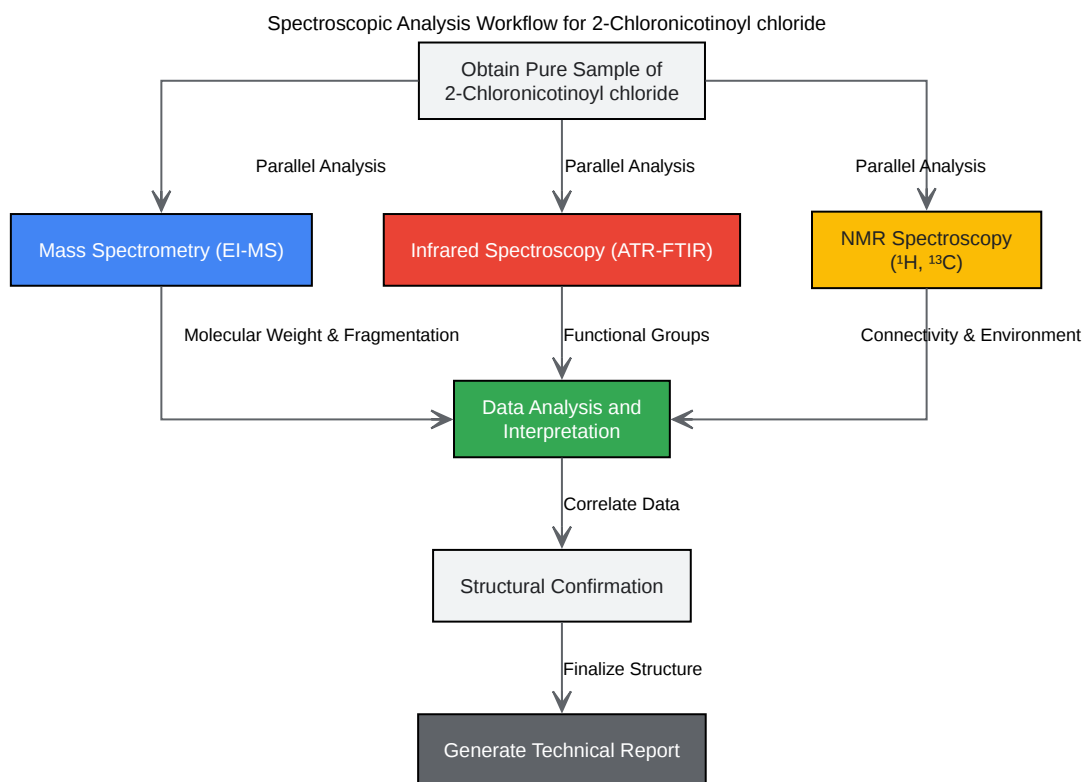 Spectroscopic Analysis Workflow for 2-Chloronicotinoyl chloride
Obtain Pure Sample of
2-Chloronicotinoyl chloride
Parallel Analysis
Parallel Analysis
Parallel Analysis
Mass Spectrometry (EI-MS)
Infrared Spectroscopy (ATR-FTIR)
NMR Spectroscopy
(¹H, ¹³C)
Molecular Weight & Fragmentation
Functional Groups
Connectivity & Environment
Data Analysis and
Interpretation
Correlate Data
Structural Confirmation
Finalize Structure
Generate Technical Report